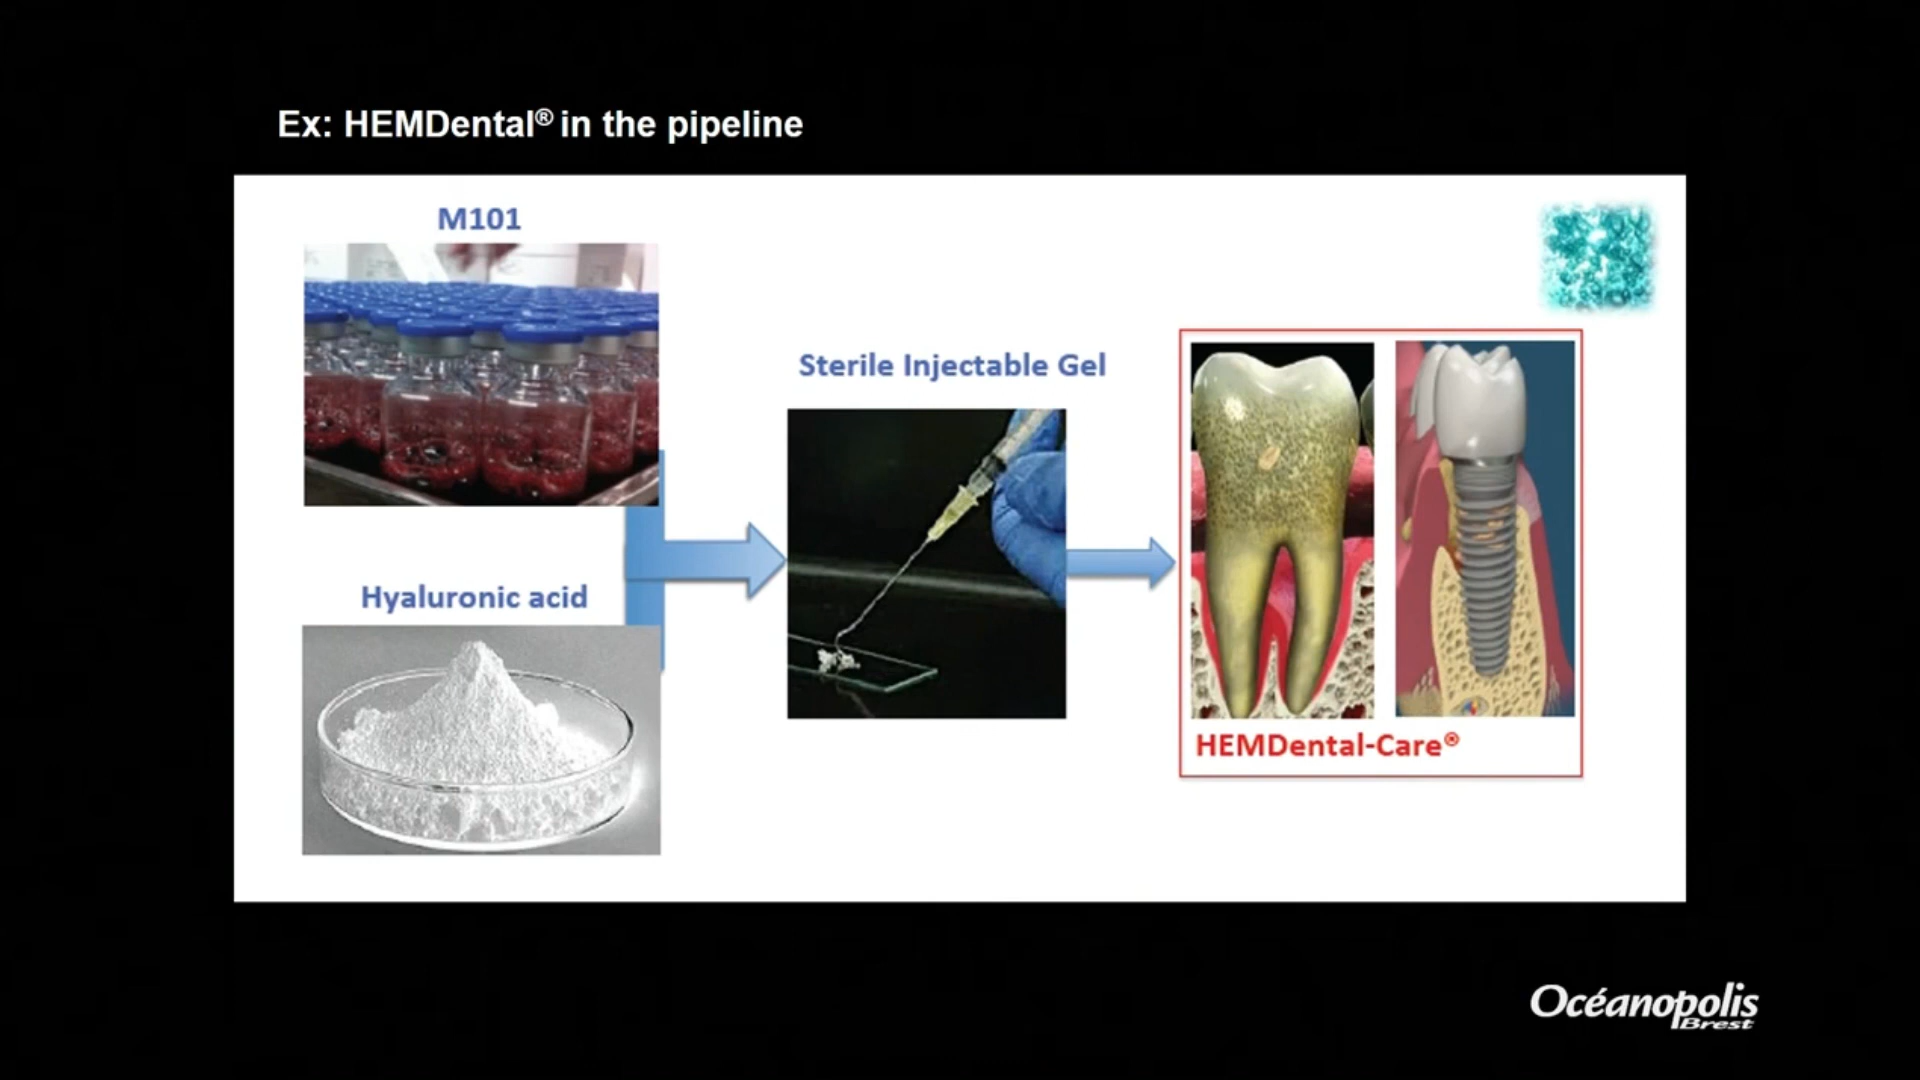 Ex: HEMDental® in the pipeline
M101
Sterile Injectable Gel
Hyaluronic acid
HEMDental-Care®
Océanopolis
Brest